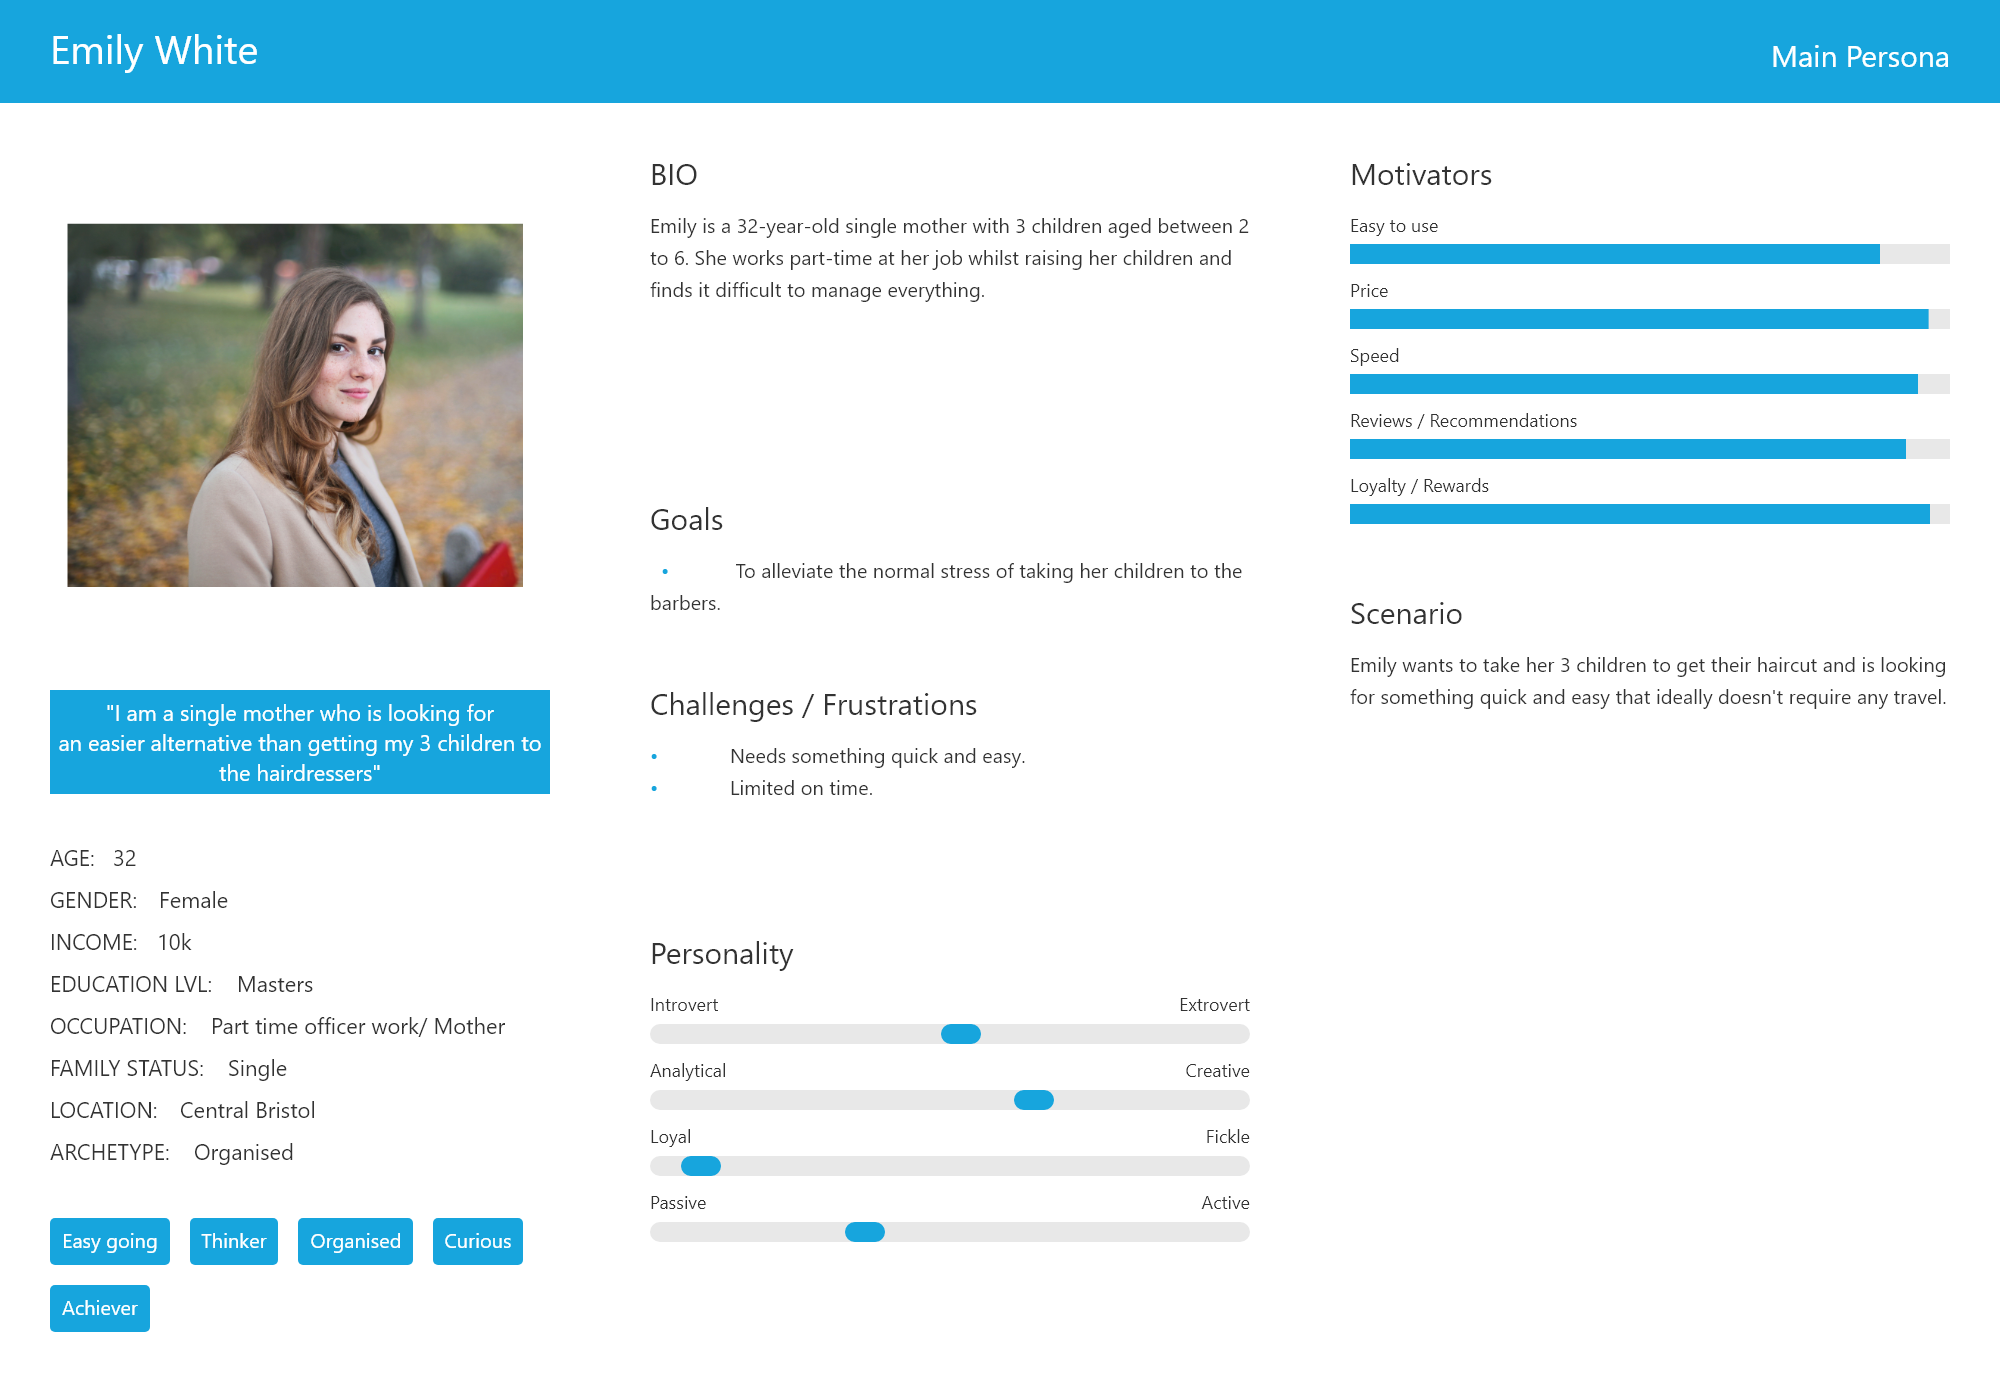 Emily White
Main Persona
"I am a single mother who is looking for
an easier alternative than getting my 3 children to
the hairdressers"
AGE: 32
GENDER: Female
INCOME: 10k
EDUCATION LVL: Masters
OCCUPATION: Part time officer work/ Mother
FAMILY STATUS: Single
LOCATION: Central Bristol
ARCHETYPE: Organised
Easy going
Thinker
Organised
Curious
Achiever
BIO
Emily is a 32-year-old single mother with 3 children aged between 2
to 6. She works part-time at her job whilst raising her children and
finds it difficult to manage everything.
Goals
• To alleviate the normal stress of taking her children to the
barbers.
Challenges / Frustrations
• Needs something quick and easy.
• Limited on time.
Personality
Introvert Extrovert
Analytical Creative
Loyal Fickle
Passive Active
Motivators
Easy to use
Price
Speed
Reviews / Recommendations
Loyalty / Rewards
Scenario
Emily wants to take her 3 children to get their haircut and is looking
for something quick and easy that ideally doesn't require any travel.